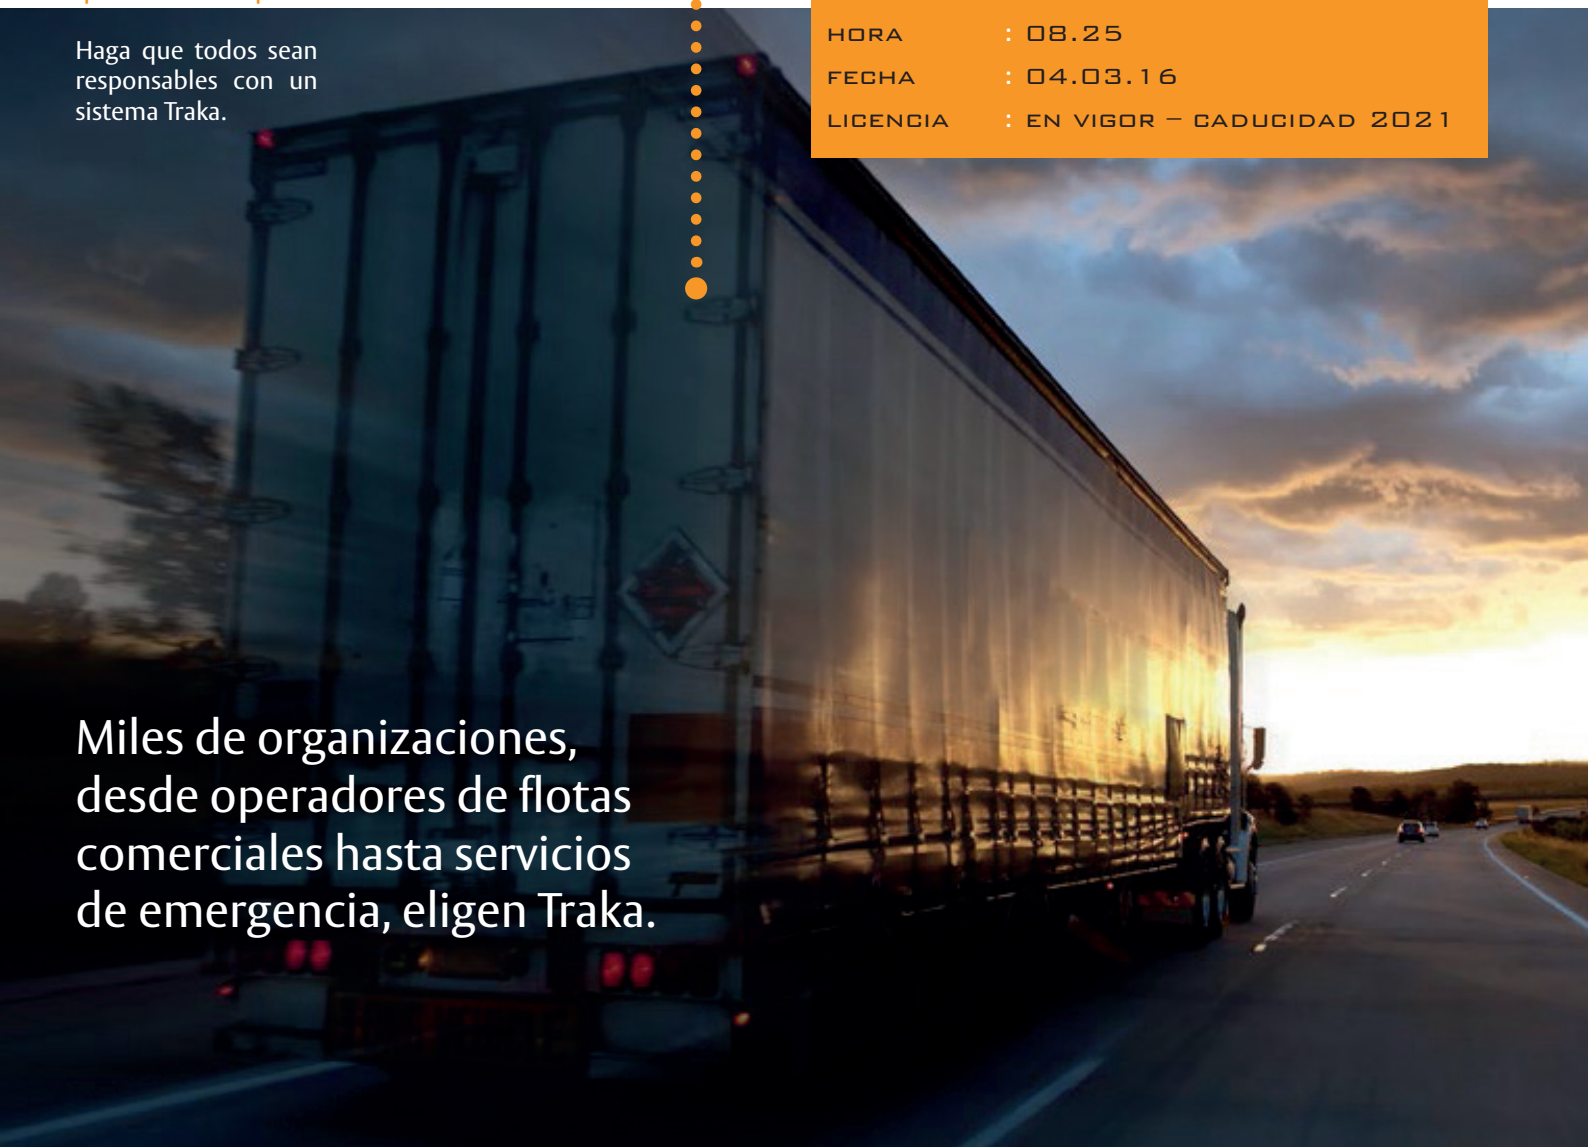 Haga que todos sean
responsables con un
sistema Traka.
HORA : 08.25
FECHA : 04.03.16
LICENCIA : EN VIGOR – CADUCIDAD 2021
Miles de organizaciones,
desde operadores de flotas
comerciales hasta servicios
de emergencia, eligen Traka.